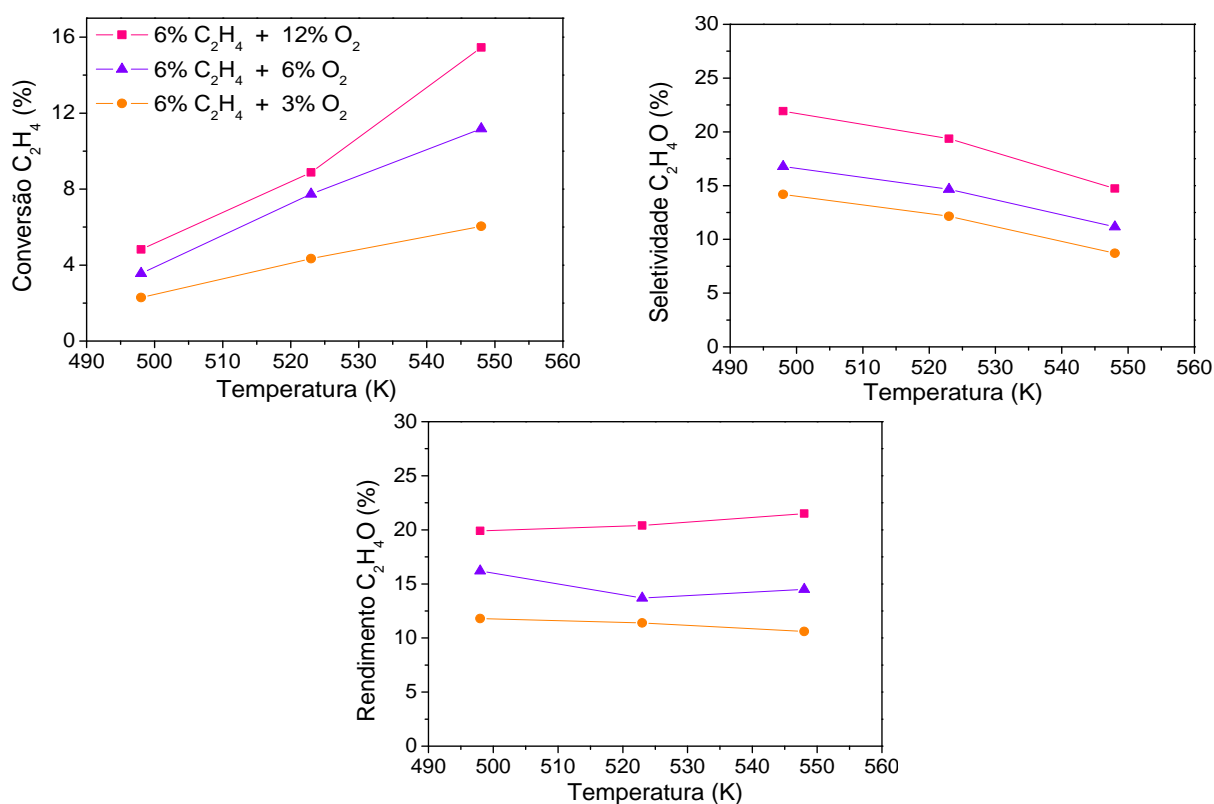 16
12
8
4
0
Conversão C₂H₄ (%)
6% C₂H₄ + 12% O₂
6% C₂H₄ + 6% O₂
6% C₂H₄ + 3% O₂
490 500 510 520 530 540 550 560
Temperatura (K)
30
25
20
15
10
5
0
Seletividade C₂H₄O (%)
490 500 510 520 530 540 550 560
Temperatura (K)
30
25
20
15
10
5
0
Rendimento C₂H₄O (%)
490 500 510 520 530 540 550 560
Temperatura (K)